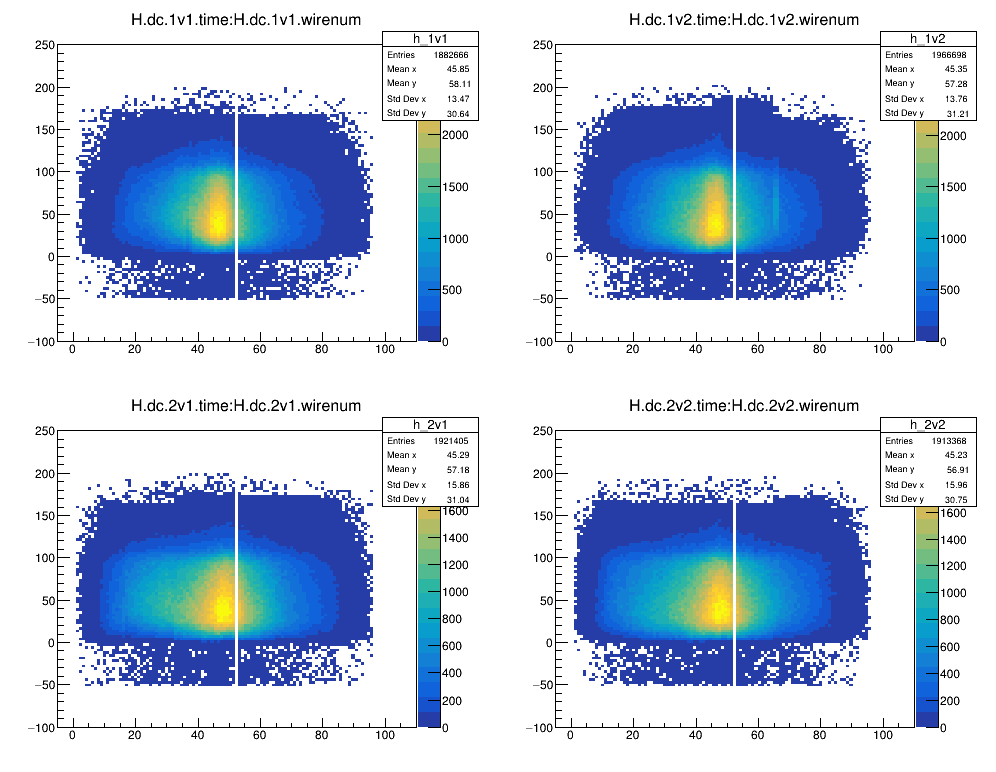 H.dc.1v1.time:H.dc.1v1.wirenum
h_1v1
Entries 1882666
Mean x 45.85
Mean y 58.11
Std Dev x 13.47
Std Dev y 30.64
250
200
150
100
50
0
−50
−100
0 20 40 60 80 100
2000
1500
1000
500
0
H.dc.1v2.time:H.dc.1v2.wirenum
h_1v2
Entries 1966698
Mean x 45.35
Mean y 57.28
Std Dev x 13.76
Std Dev y 31.21
250
200
150
100
50
0
−50
−100
0 20 40 60 80 100
2000
1500
1000
500
0
H.dc.2v1.time:H.dc.2v1.wirenum
h_2v1
Entries 1921405
Mean x 45.29
Mean y 57.18
Std Dev x 15.86
Std Dev y 31.04
250
200
150
100
50
0
−50
−100
0 20 40 60 80 100
1600
1400
1200
1000
800
600
400
200
0
H.dc.2v2.time:H.dc.2v2.wirenum
h_2v2
Entries 1913368
Mean x 45.23
Mean y 56.91
Std Dev x 15.96
Std Dev y 30.75
250
200
150
100
50
0
−50
−100
0 20 40 60 80 100
1600
1400
1200
1000
800
600
400
200
0